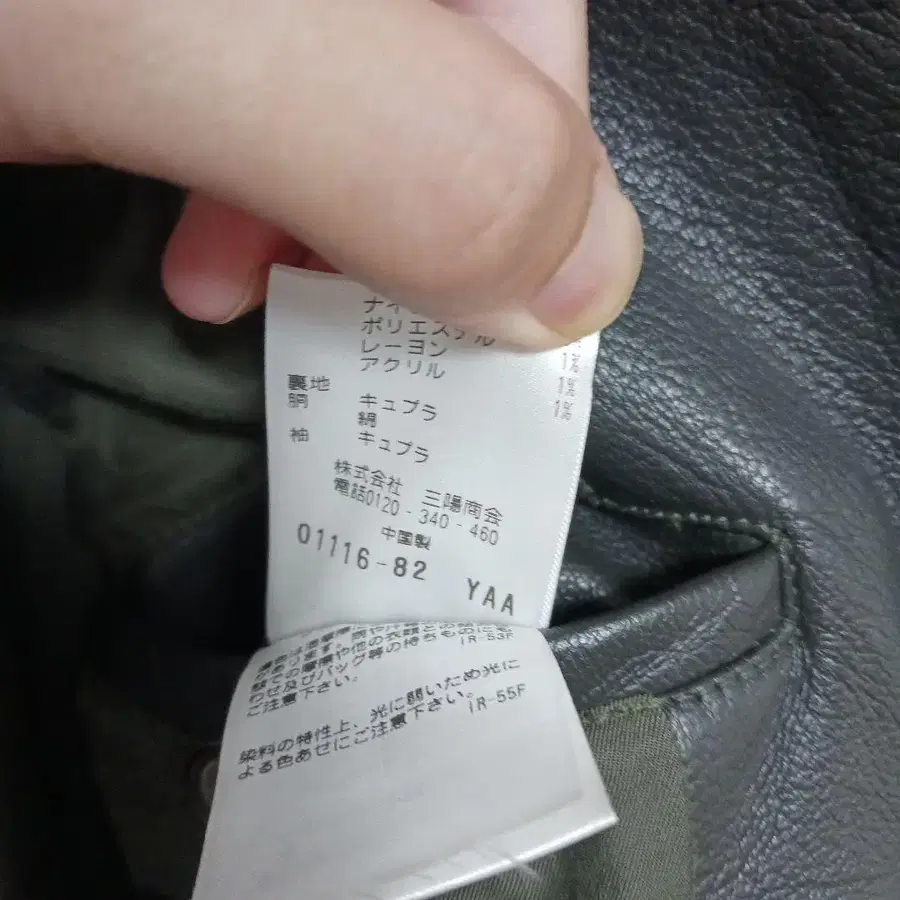 ナイ
ポリエステル
レーヨン 1%
アクリル 1%
裏地 1%
胴 キュプラ
綿
袖 キュプラ
株式会社 三陽商会
電話0120-340-460
中国製
01116-82 YAA
IR-53F
ご注意下さい。
染料の特性上、光に弱いため光に
よる色あせにご注意下さい。
IR-55F